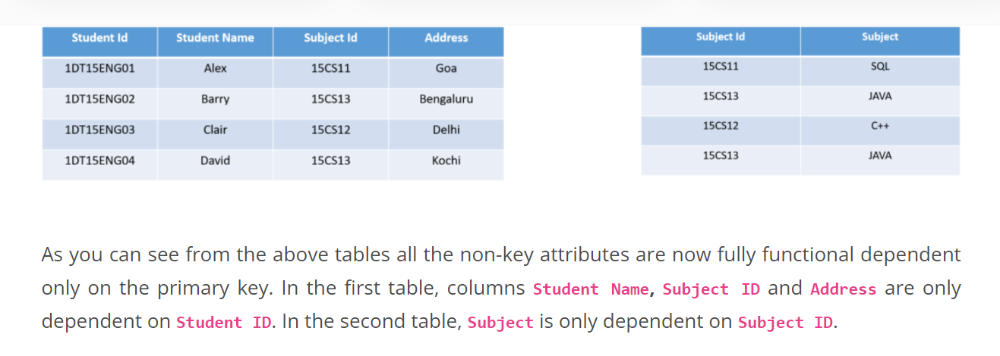 Student Id Student Name Subject Id Address
1DT15ENG01 Alex 15CS11 Goa
1DT15ENG02 Barry 15CS13 Bengaluru
1DT15ENG03 Clair 15CS12 Delhi
1DT15ENG04 David 15CS13 Kochi
Subject Id Subject
15CS11 SQL
15CS13 JAVA
15CS12 C++
15CS13 JAVA
As you can see from the above tables all the non-key attributes are now fully functional dependent
only on the primary key. In the first table, columns Student Name, Subject ID and Address are only
dependent on Student ID. In the second table, Subject is only dependent on Subject ID.